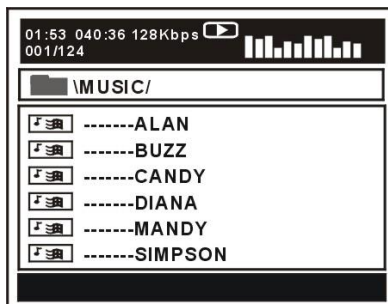 01:53 040:36 128Kbps
001/124
\MUSIC/
-------ALAN
-------BUZZ
-------CANDY
-------DIANA
-------MANDY
-------SIMPSON